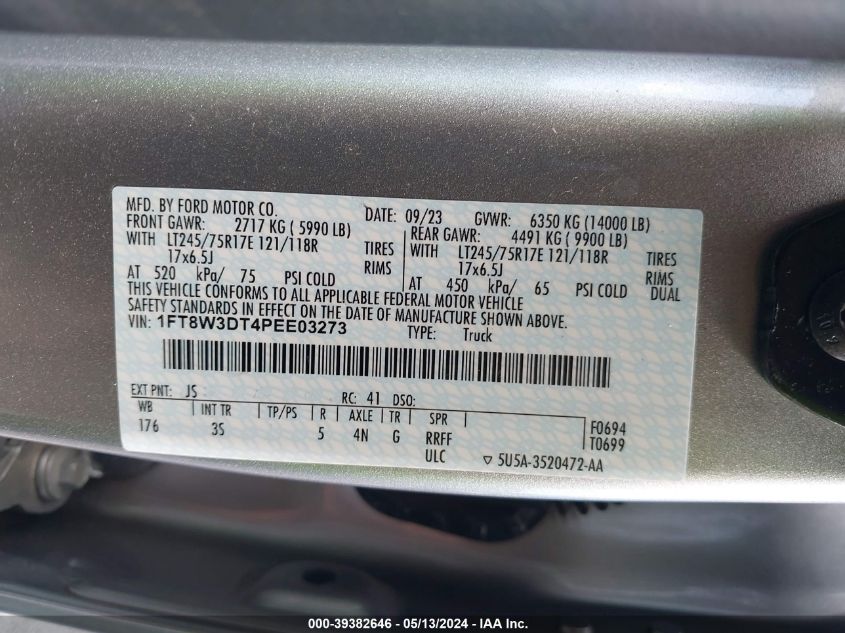 MFD. BY FORD MOTOR CO. DATE: 09/23 GVWR: 6350 KG (14000 LB)
FRONT GAWR: 2717 KG ( 5990 LB) REAR GAWR: 4491 KG ( 9900 LB)
WITH LT245/75R17E 121/118R TIRES WITH LT245/75R17E 121/118R TIRES
17x6.5J RIMS 17x6.5J RIMS
AT 520 kPa/ 75 PSI COLD AT 450 kPa/ 65 PSI COLD DUAL
THIS VEHICLE CONFORMS TO ALL APPLICABLE FEDERAL MOTOR VEHICLE
SAFETY STANDARDS IN EFFECT ON THE DATE OF MANUFACTURE SHOWN ABOVE.
VIN: 1FT8W3DT4PEE03273 TYPE: Truck
EXT PNT: JS RC: 41 DSO:
WB INT TR TP/PS R AXLE TR SPR F0694
176 3S 5 4N G RRFF T0699
ULC ▽ 5U5A-3520472-AA
000-39382646 - 05/13/2024 - IAA Inc.